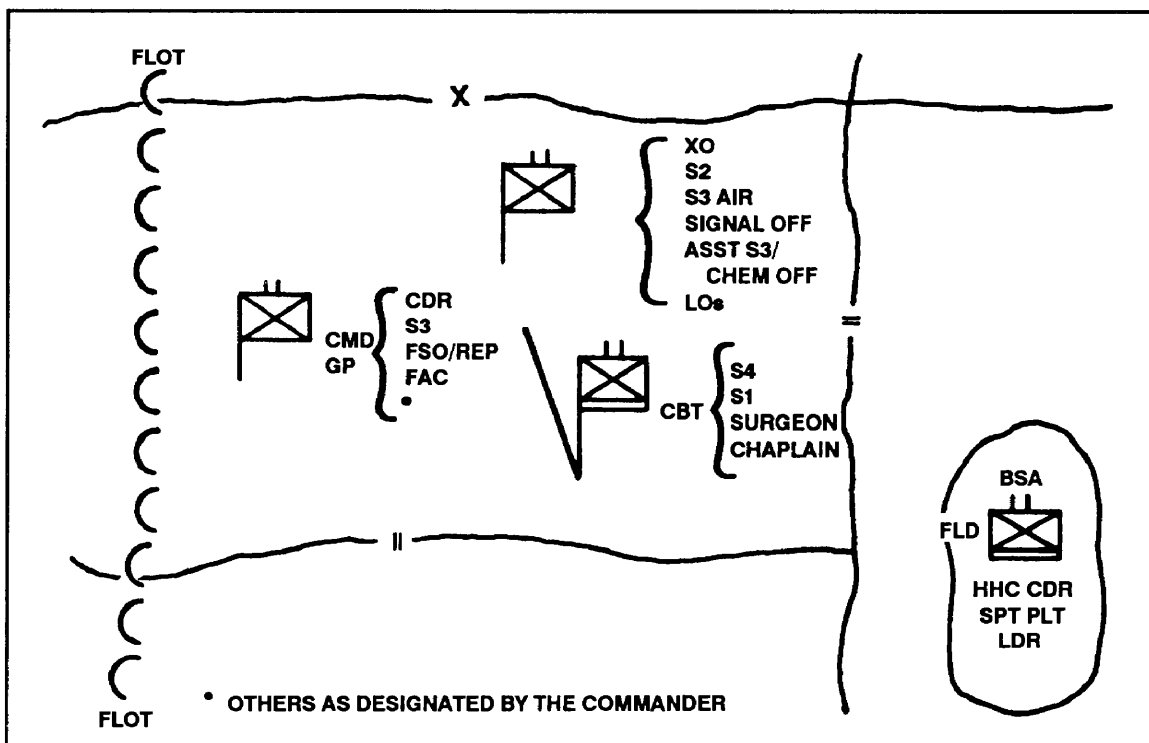 FLOT
X
XO
S2
S3 AIR
SIGNAL OFF
ASST S3/
CHEM OFF
LOs
CMD
GP
CDR
S3
FSO/REP
FAC
•
CBT
S4
S1
SURGEON
CHAPLAIN
BSA
FLD
HHC CDR
SPT PLT
LDR
II
• OTHERS AS DESIGNATED BY THE COMMANDER
FLOT